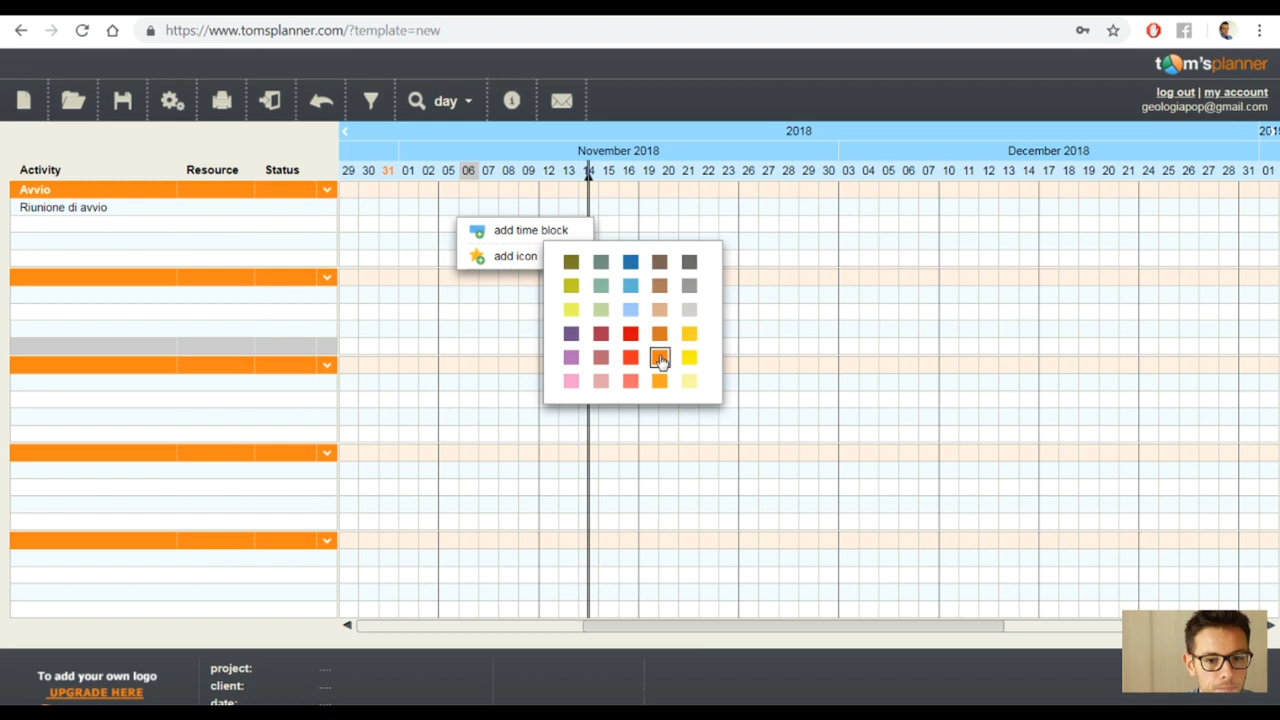 https://www.tomsplanner.com/?template=new
tom'splanner
day
log out | my account
geologiapop@gmail.com
2018
November 2018
December 2018
29 30 31 01 02 05 06 07 08 09 12 13 14 15 16 19 20 21 22 23 26 27 28 29 30 03 04 05 06 07 10 11 12 13 14 17 18 19 20 21 24 25 26 27 28 31 01
Activity Resource Status
Avvio
Riunione di avvio
add time block
add icon
To add your own logo
UPGRADE HERE
project: ....
client: ....
date: ....